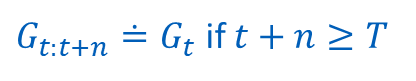 G_{t:t+n} ≐ G_t if t + n ≥ T